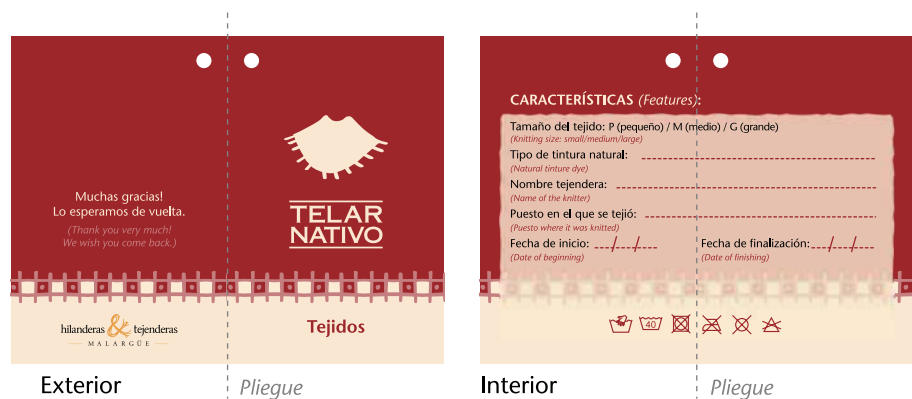 Muchas gracias!
Lo esperamos de vuelta.
(Thank you very much!
We wish you come back.)
hilanderas & tejenderas
MALARGÜE
TELAR
NATIVO
Tejidos
Exterior
Pliegue
CARACTERÍSTICAS (Features):
Tamaño del tejido: P (pequeño) / M (medio) / G (grande)
(Knitting size: small/medium/large)
Tipo de tintura natural:
(Natural tinture dye)
Nombre tejendera:
(Name of the knitter)
Puesto en el que se tejió:
(Puesto where it was knitted)
Fecha de inicio: / / Fecha de finalización: / /
(Date of beginning) (Date of finishing)
40
Interior
Pliegue